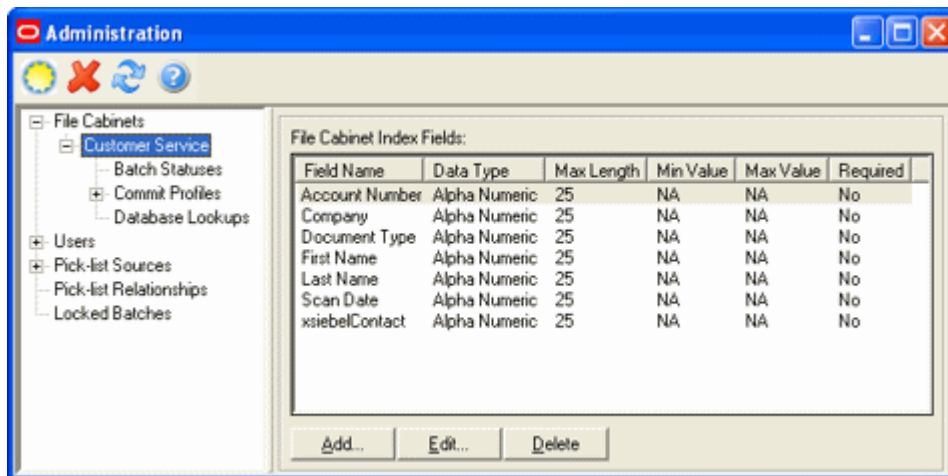 Administration
File Cabinets
Customer Service
Batch Statuses
Commit Profiles
Database Lookups
Users
Pick-list Sources
Pick-list Relationships
Locked Batches
File Cabinet Index Fields:
Field Name Data Type Max Length Min Value Max Value Required
Account Number Alpha Numeric 25 NA NA No
Company Alpha Numeric 25 NA NA No
Document Type Alpha Numeric 25 NA NA No
First Name Alpha Numeric 25 NA NA No
Last Name Alpha Numeric 25 NA NA No
Scan Date Alpha Numeric 25 NA NA No
xsiebelContact Alpha Numeric 25 NA NA No
Add... Edit... Delete